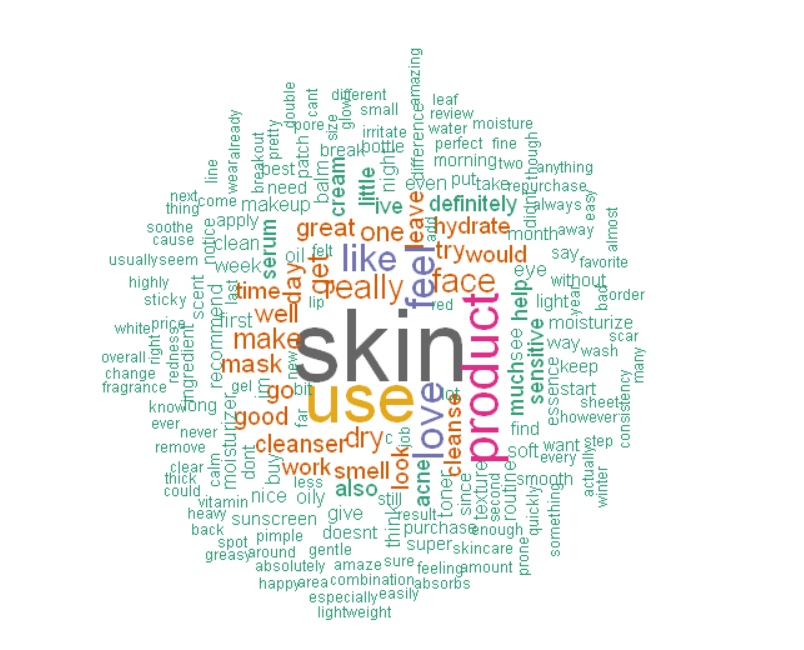 amazing
double
cant
different
leaf
review
small
glowy
size
pore
already
wear
pretty
breakout
irritate
water
moisture
difference
bottle
break
perfect
fine
patch
night
morning
two
though
line
best
balm
cream
little
even
put
take
anything
repurchase
need
next
thing
come
makeup
ive
definitely
didnt
always
easy
soothe
cause
notice
apply
great
one
leave
add
hydrate
month
away
almost
clean
serum
felt
oil
like
feel
try
would
say
favorite
usually
seem
week
day
get
face
eye
without
highly
sticky
scent
last
time
really
lip
red
help
light
year
bad
order
white
price
first
well
skin
product
moisturize
right
redness
ingredient
recommend
make
much
see
sensitive
way
wash
scar
many
overall
change
fragrance
mask
new
essence
keep
gel
im
go
bit
use
love
not
start
know
long
good
far
cleanse
sheet
however
consistency
ever
never
moisturizer
cleanser
dry
c
job
find
remove
dont
soft
want
step
clear
calm
buy
work
smell
look
acne
every
actually
thick
could
less
also
toner
since
texture
routine
smooth
winter
vitamin
nice
oily
still
second
heavy
sunscreen
give
think
result
quickly
something
back
doesnt
purchase
enough
spot
pimple
super
skincare
greasy
around
gentle
sure
prone
absolutely
amaze
feeling
amount
happy
area
combination
absorbs
especially
easily
lightweight